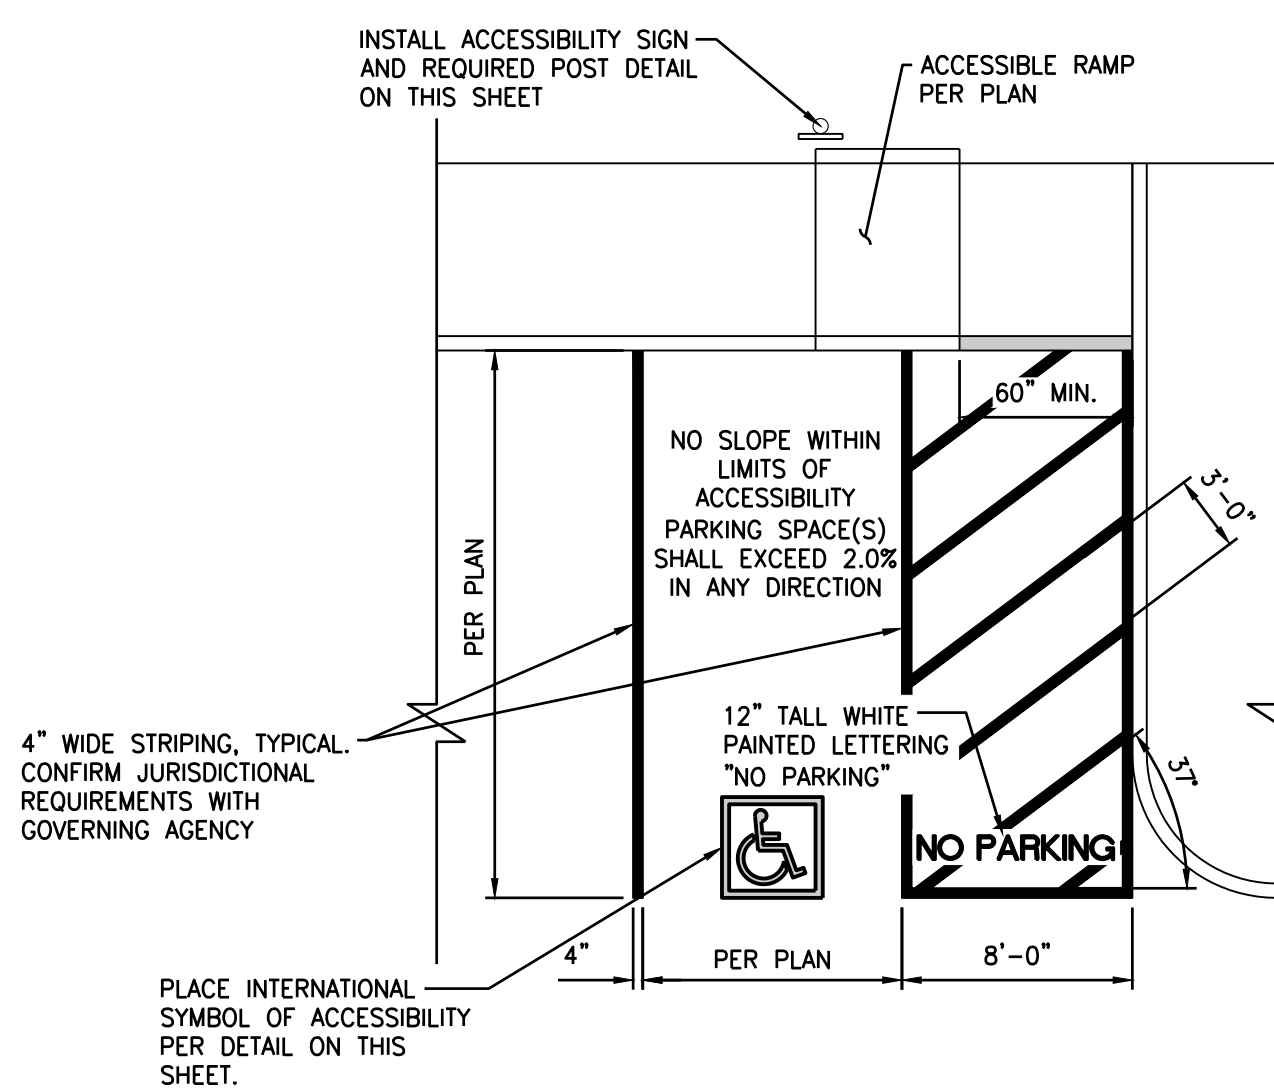 INSTALL ACCESSIBILITY SIGN
AND REQUIRED POST DETAIL
ON THIS SHEET
ACCESSIBLE RAMP
PER PLAN
60" MIN.
NO SLOPE WITHIN
LIMITS OF
ACCESSIBILITY
PARKING SPACE(S)
SHALL EXCEED 2.0%
IN ANY DIRECTION
3'-0"
PER PLAN
12" TALL WHITE
PAINTED LETTERING
"NO PARKING"
4" WIDE STRIPING, TYPICAL.
CONFIRM JURISDICTIONAL
REQUIREMENTS WITH
GOVERNING AGENCY
37°
NO PARKING
4"
PER PLAN
8'-0"
PLACE INTERNATIONAL
SYMBOL OF ACCESSIBILITY
PER DETAIL ON THIS
SHEET.